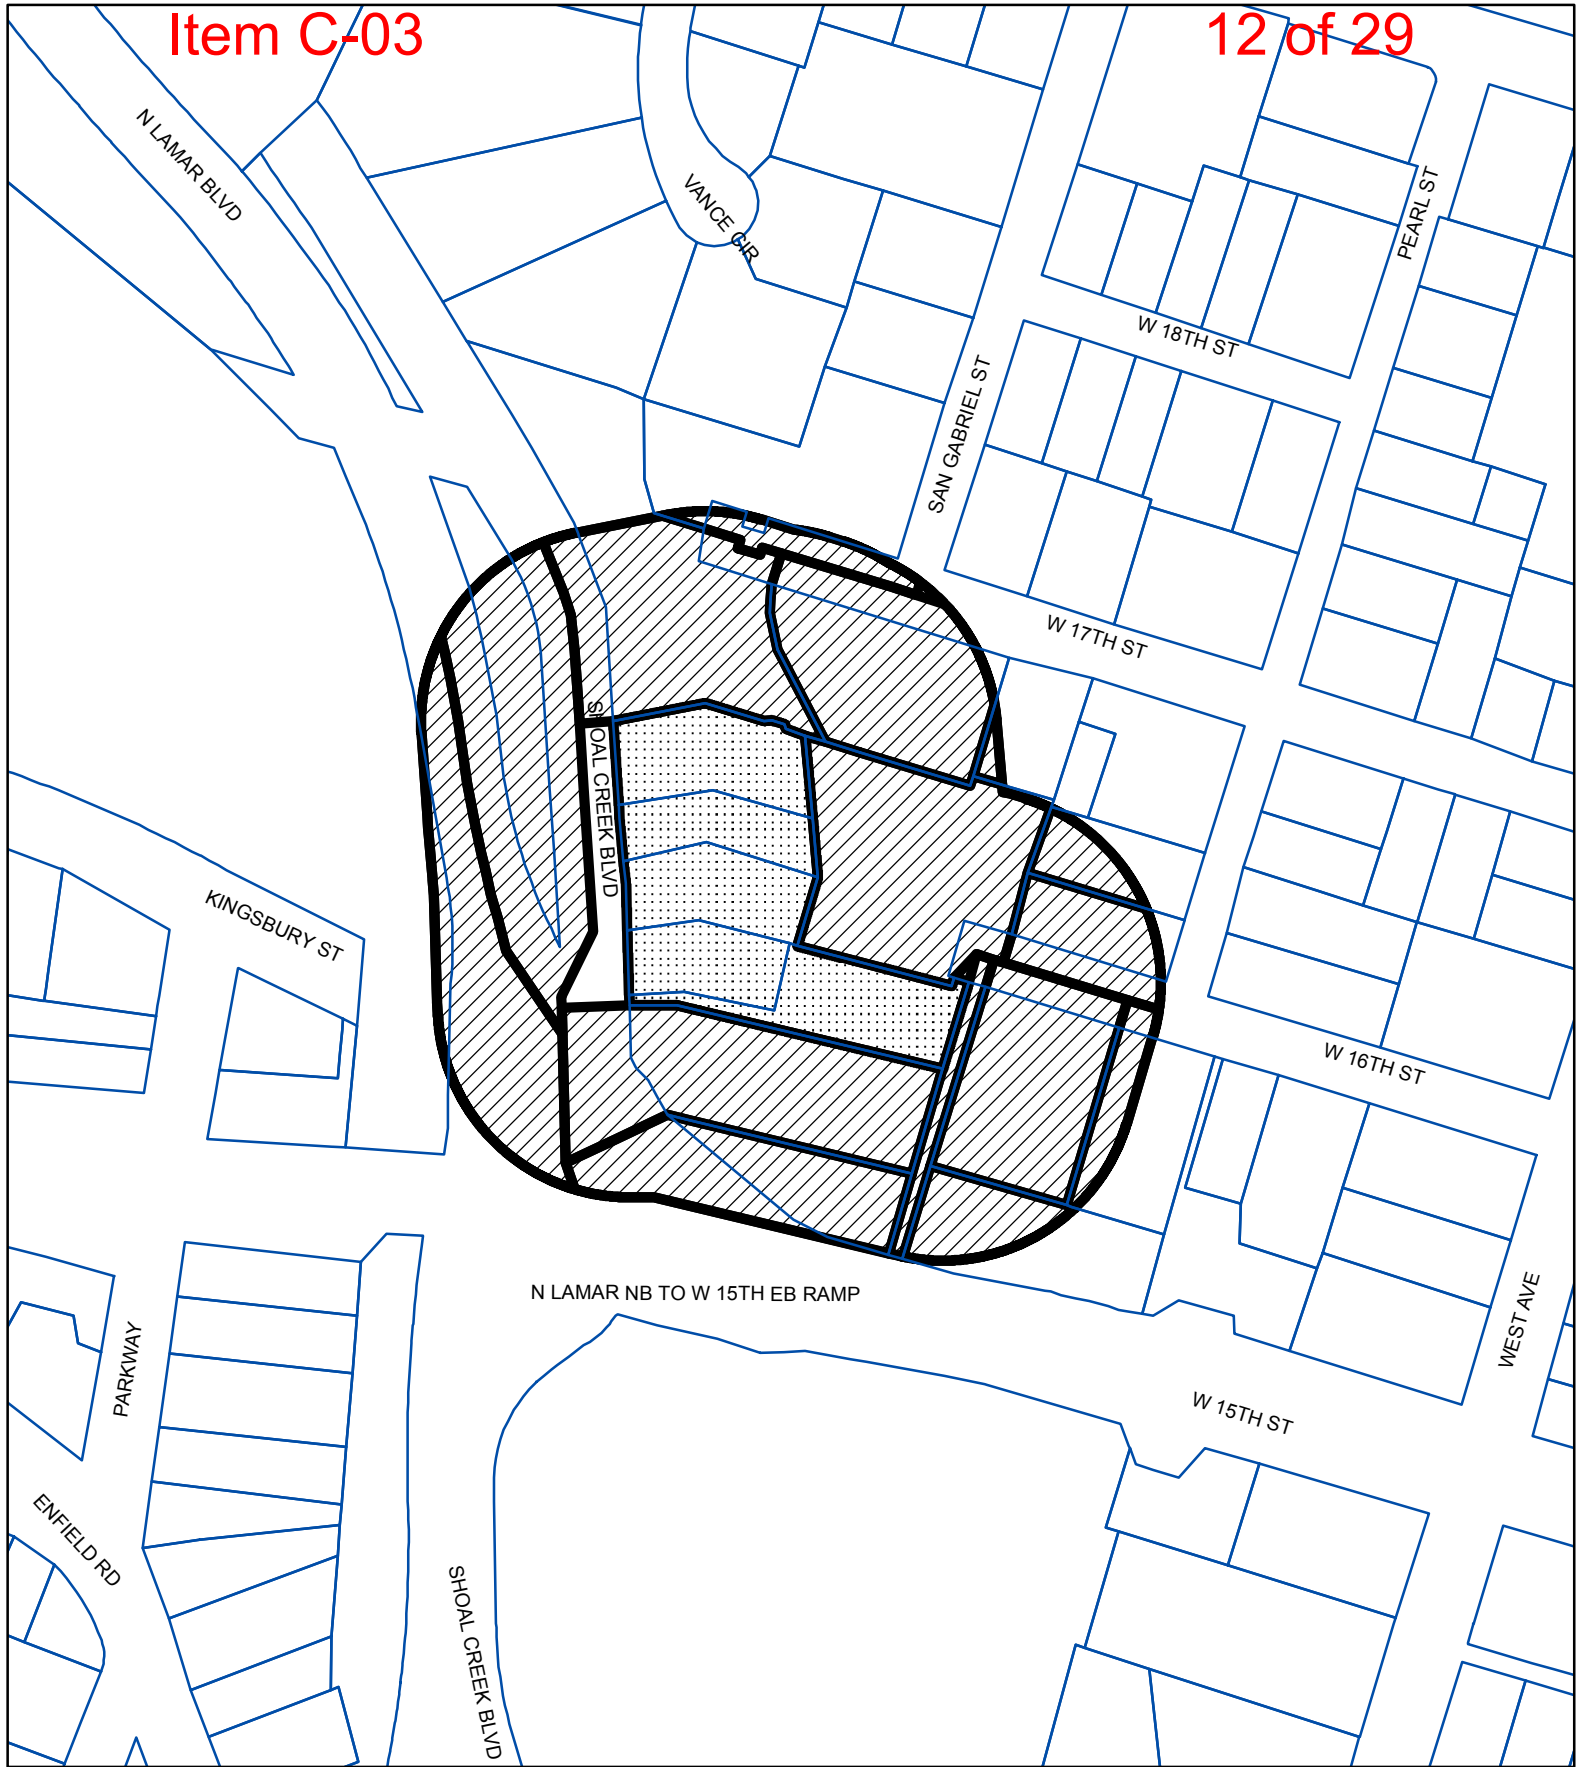 Item C-03
12 of 29
N LAMAR BLVD
VANCE CIR
PEARL ST
W 18TH ST
SAN GABRIEL ST
W 17TH ST
SHOAL CREEK BLVD
KINGSBURY ST
W 16TH ST
N LAMAR NB TO W 15TH EB RAMP
WEST AVE
PARKWAY
W 15TH ST
ENFIELD RD
SHOAL CREEK BLVD